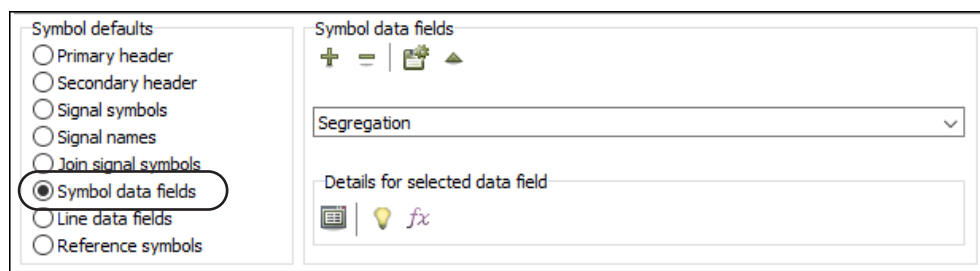 Symbol defaults
Primary header
Secondary header
Signal symbols
Signal names
Join signal symbols
Symbol data fields
Line data fields
Reference symbols
Symbol data fields
Segregation
Details for selected data field
fx